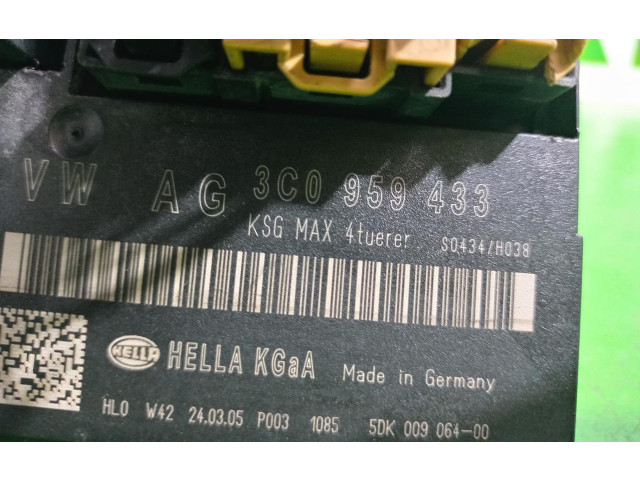 VW AG 3C0 959 433
KSG MAX 4tuerer S0434/H038
HELLA HELLA KGaA Made in Germany
HLO W42 24.03.05 P003 1085 5DK 009 064-00